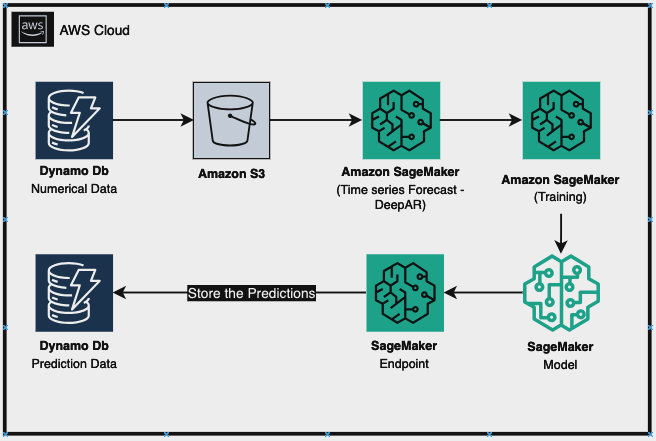 aws
AWS Cloud
Dynamo Db
Numerical Data
Amazon S3
Amazon SageMaker
(Time series Forecast -
DeepAR)
Amazon SageMaker
(Training)
Dynamo Db
Prediction Data
Store the Predictions
SageMaker
Endpoint
SageMaker
Model